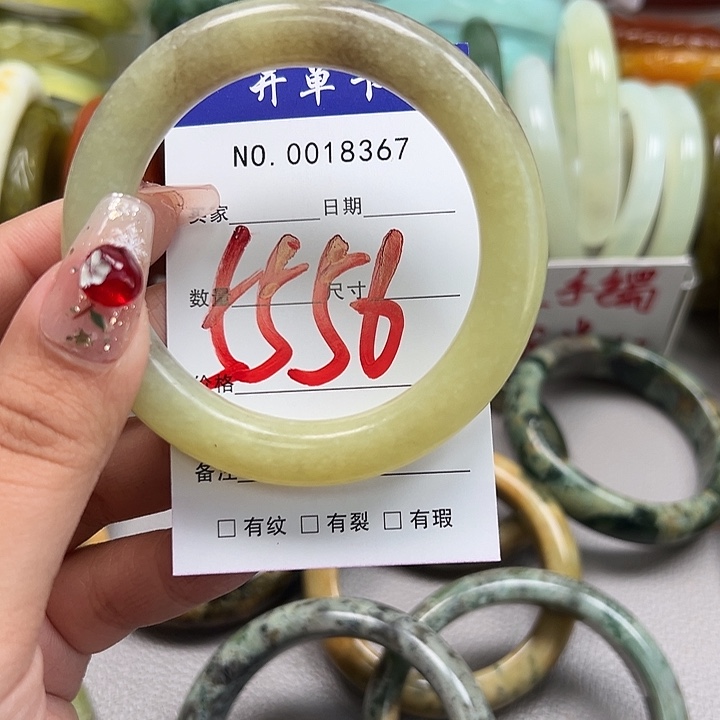 开单卡
NO. 0018367
买家 日期
5556
数量 尺寸
价格
备注
□ 有纹 □ 有裂 □ 有瑕
手镯